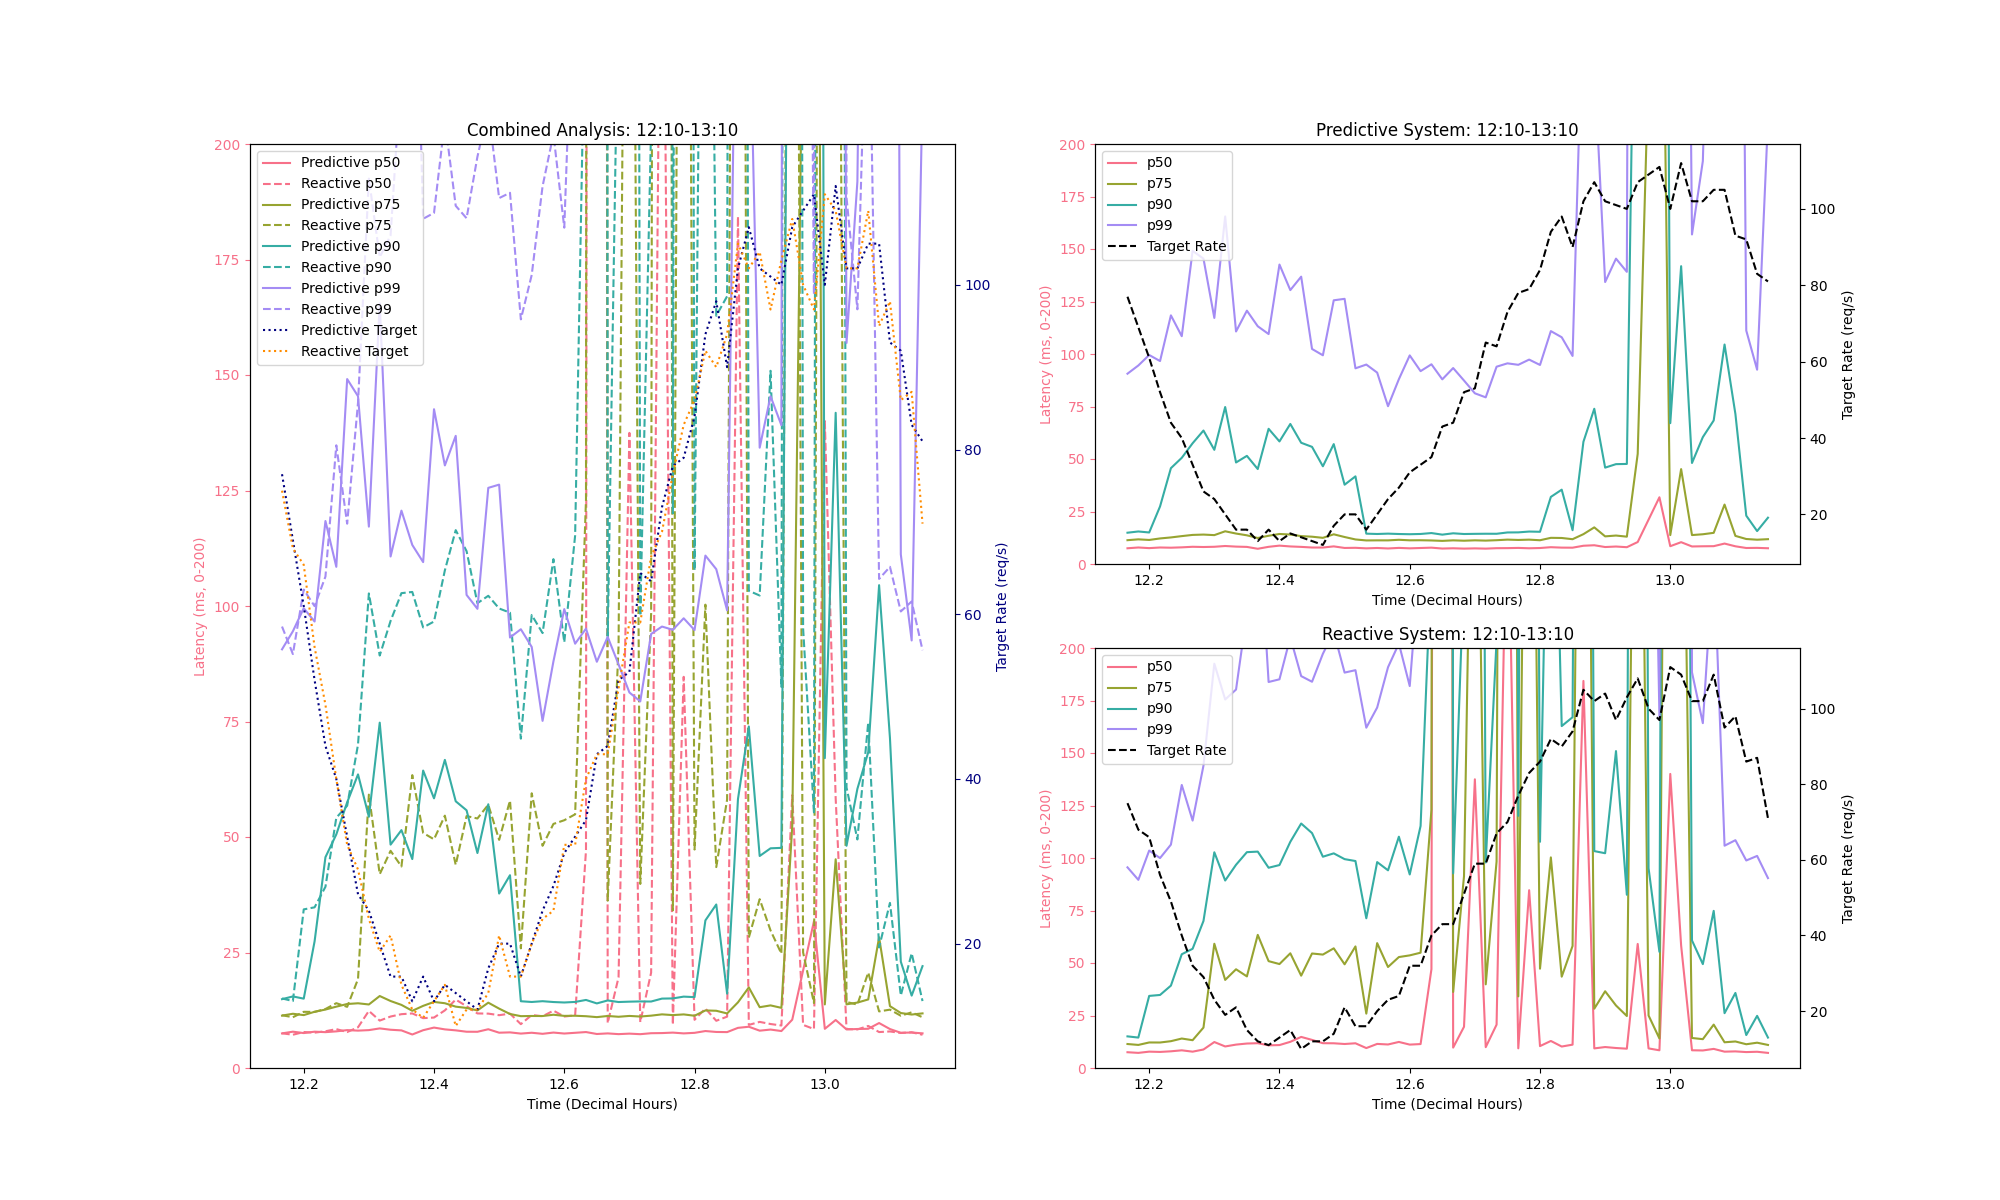 Combined Analysis: 12:10-13:10
Latency (ms, 0-200)
200
175
150
125
100
75
50
25
0
Predictive p50
Reactive p50
Predictive p75
Reactive p75
Predictive p90
Reactive p90
Predictive p99
Reactive p99
Predictive Target
Reactive Target
100
80
60
40
20
Target Rate (req/s)
12.2 12.4 12.6 12.8 13.0
Time (Decimal Hours)
Predictive System: 12:10-13:10
Latency (ms, 0-200)
200
175
150
125
100
75
50
25
0
p50
p75
p90
p99
Target Rate
100
80
60
40
20
Target Rate (req/s)
12.2 12.4 12.6 12.8 13.0
Time (Decimal Hours)
Reactive System: 12:10-13:10
Latency (ms, 0-200)
200
175
150
125
100
75
50
25
0
p50
p75
p90
p99
Target Rate
100
80
60
40
20
Target Rate (req/s)
12.2 12.4 12.6 12.8 13.0
Time (Decimal Hours)